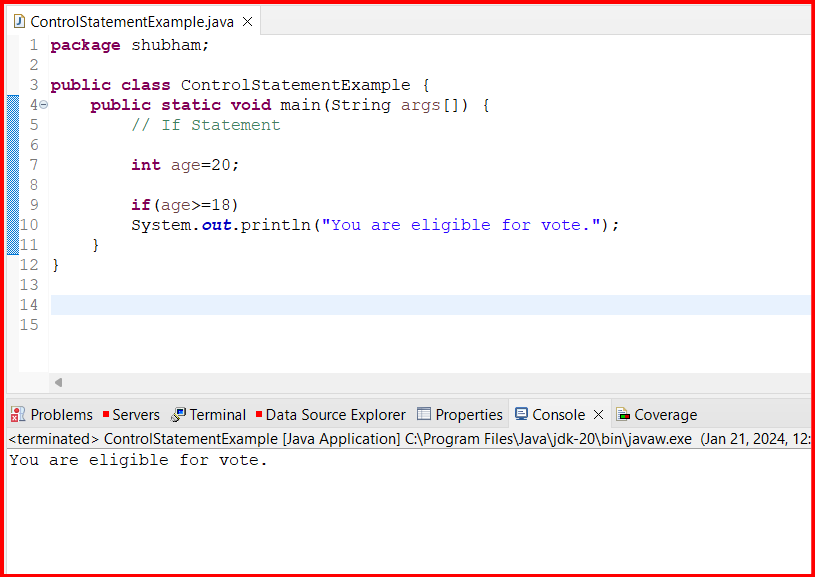 ControlStatementExample.java
1 package shubham;
2
3 public class ControlStatementExample {
4 public static void main(String args[]) {
5 // If Statement
6
7 int age=20;
8
9 if(age>=18)
10 System.out.println("You are eligible for vote.");
11 }
12 }
13
14
15
Problems Servers Terminal Data Source Explorer Properties Console Coverage
<terminated> ControlStatementExample [Java Application] C:\Program Files\Java\jdk-20\bin\javaw.exe (Jan 21, 2024, 12:
You are eligible for vote.